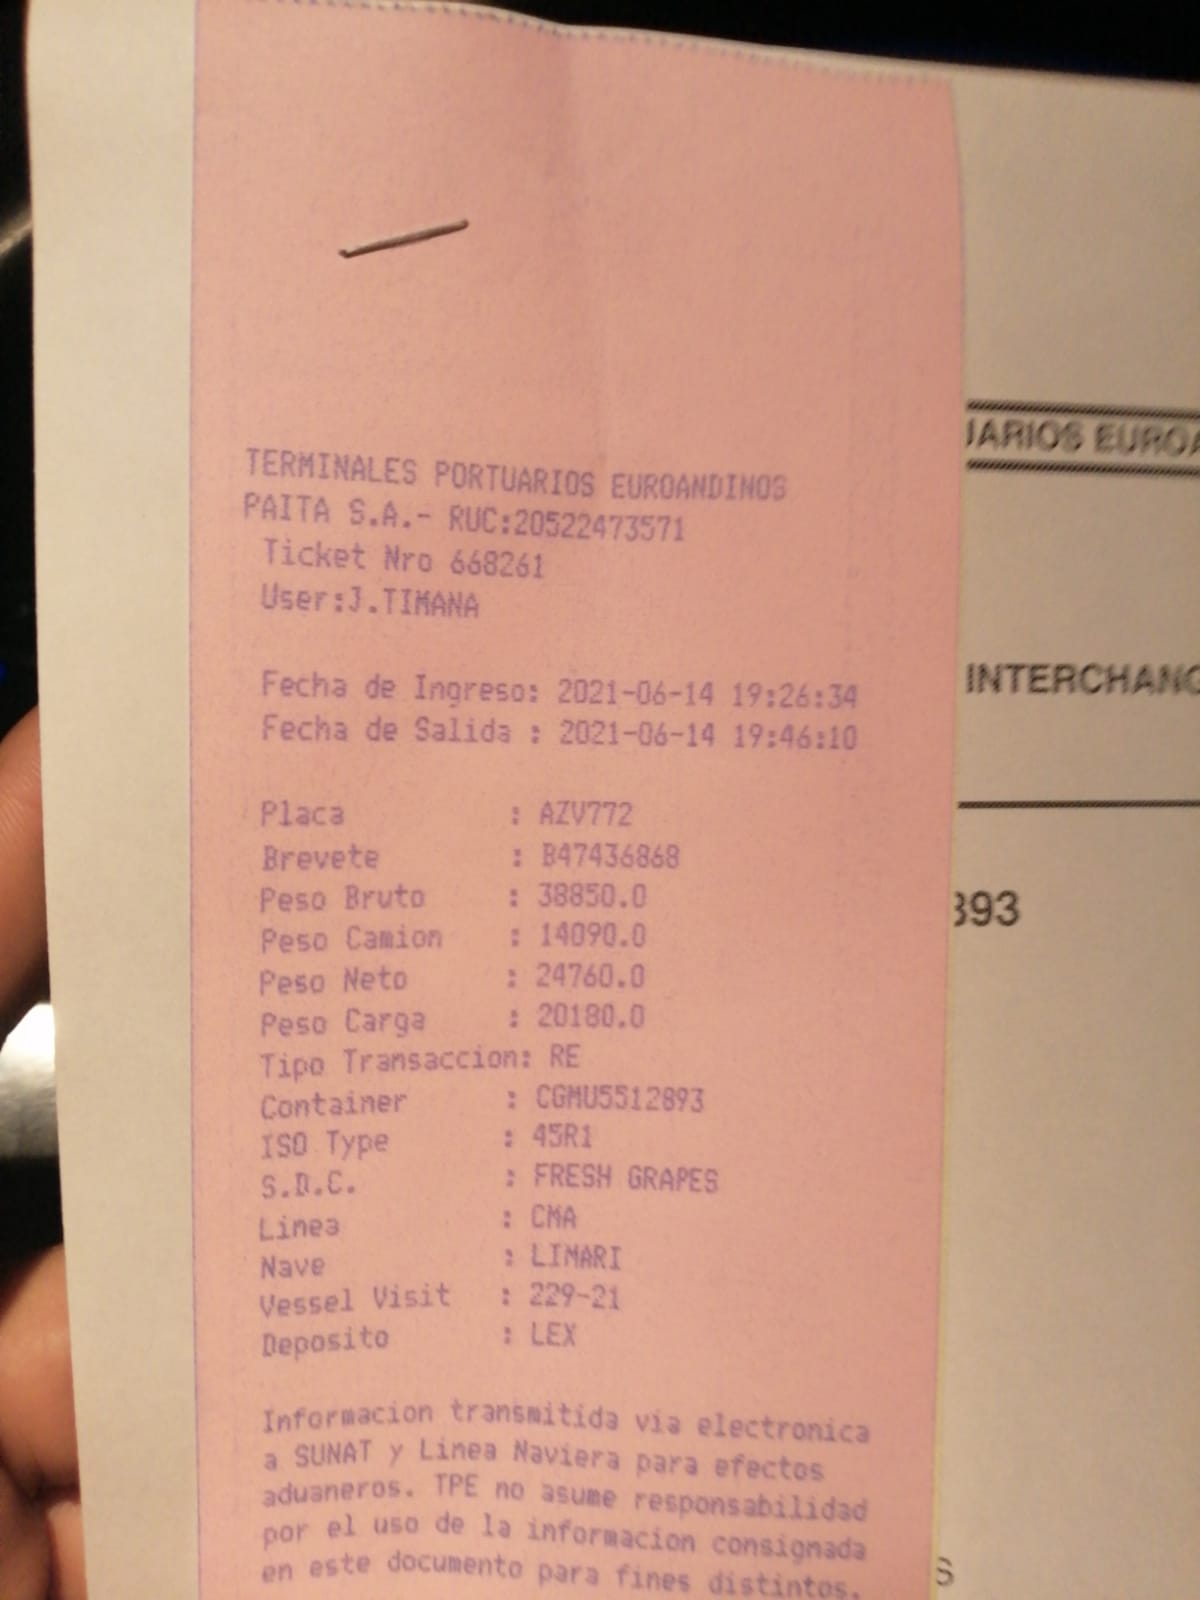 TERMINALES PORTUARIOS EUROANDINOS
PAITA S.A.- RUC:20522473571
Ticket Nro 668261
User:J.TIMANA
Fecha de Ingreso: 2021-06-14 19:26:34
Fecha de Salida : 2021-06-14 19:46:10
Placa : AZV772
Brevete : B47436868
Peso Bruto : 38850.0
Peso Camion : 14090.0
Peso Neto : 24760.0
Peso Carga : 20180.0
Tipo Transaccion: RE
Container : CGMU5512893
ISO Type : 45R1
S.D.C. : FRESH GRAPES
Linea : CMA
Nave : LIMARI
Vessel Visit : 229-21
Deposito : LEX
Informacion transmitida via electronica
a SUNAT y Linea Naviera para efectos
aduaneros. TPE no asume responsabilidad
por el uso de la informacion consignada
en este documento para fines distintos.
UARIOS EUROA
INTERCHANG
893
S